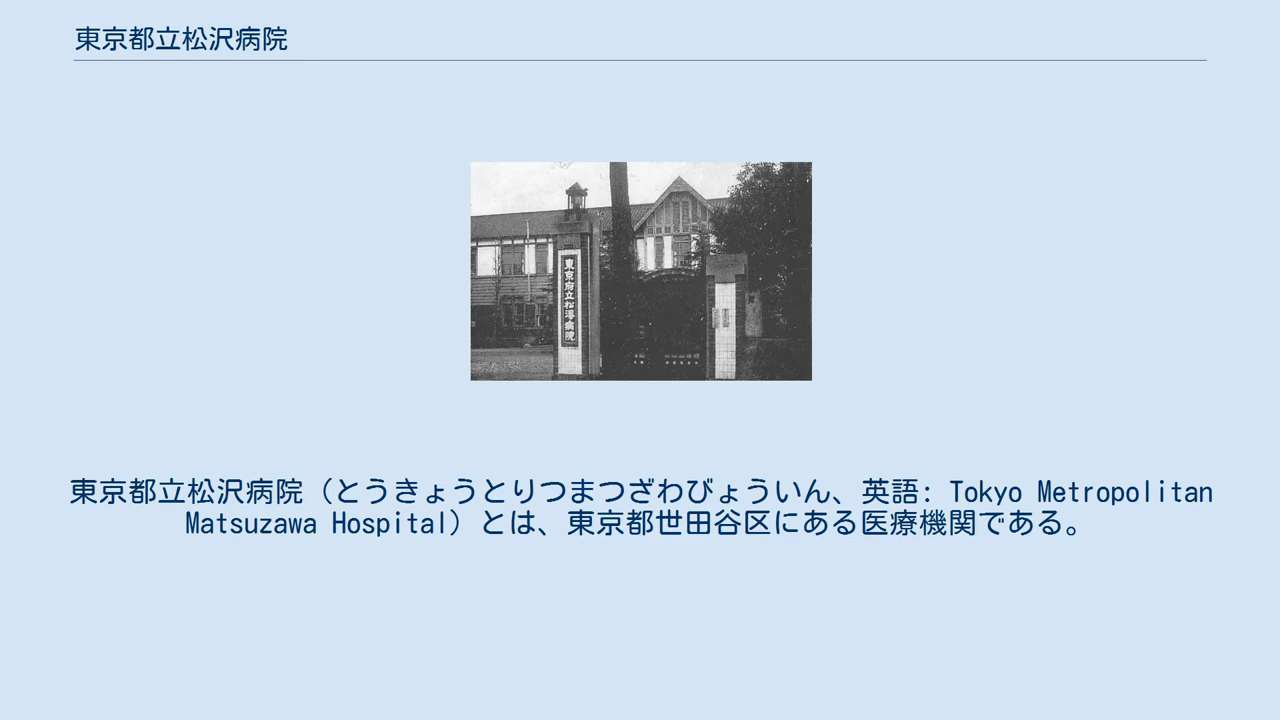 東京都立松沢病院
東京府立松澤病院
東京都立松沢病院（とうきょうとりつまつざわびょういん、英語: Tokyo Metropolitan
Matsuzawa Hospital）とは、東京都世田谷区にある医療機関である。